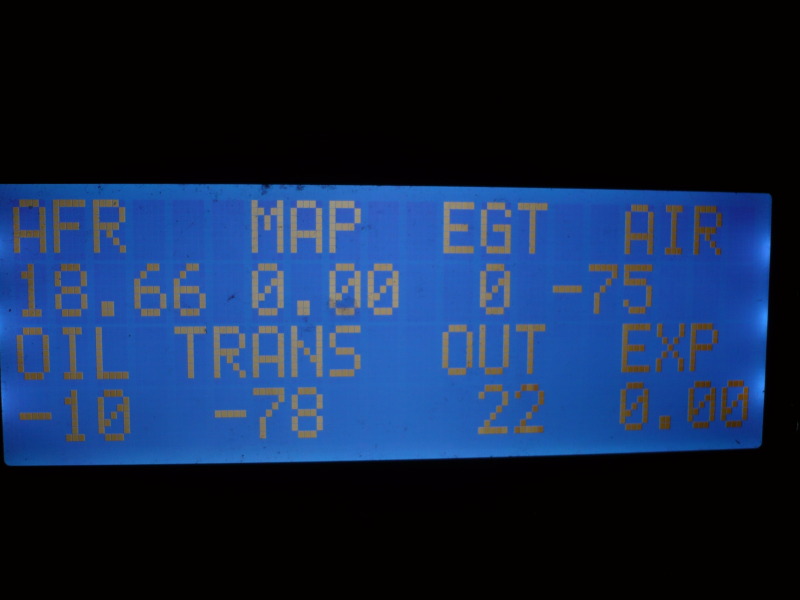 AFR MAP EGT AIR
18.66 0.00 0 -75
OIL TRANS OUT EXP
-10 -78 22 0.00